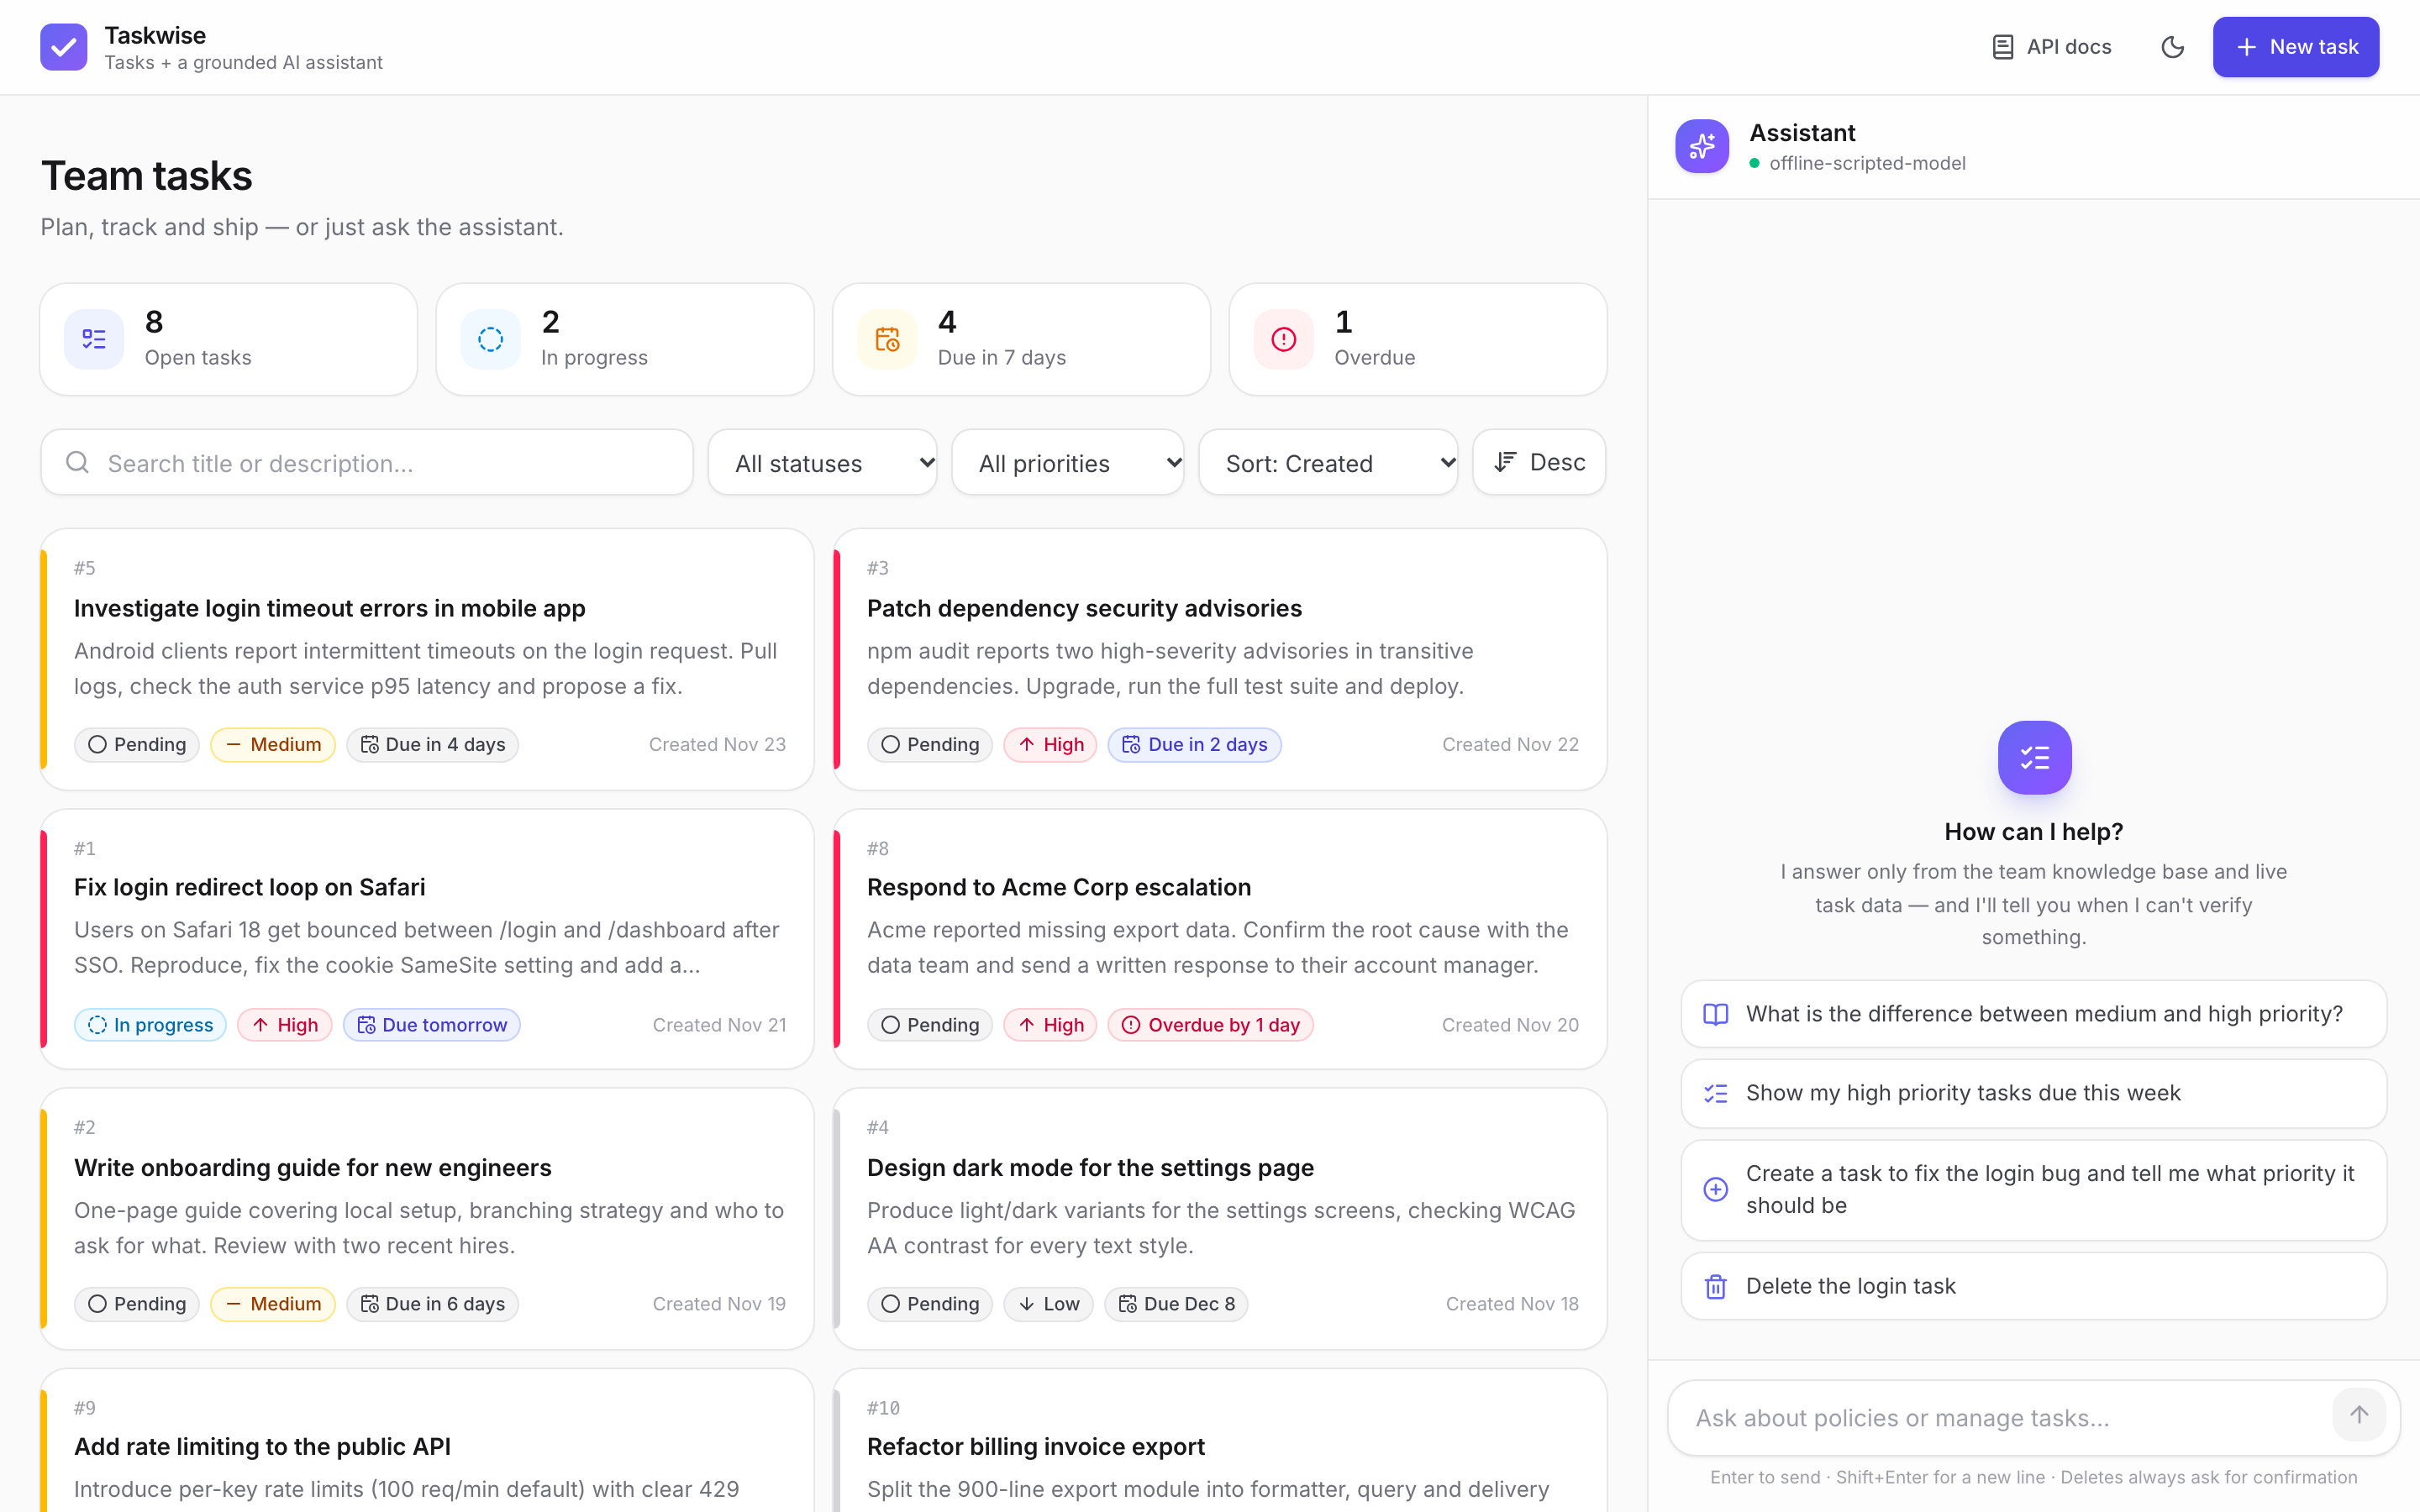 Taskwise
Tasks + a grounded AI assistant
API docs
New task
Team tasks
Plan, track and ship — or just ask the assistant.
8
Open tasks
2
In progress
4
Due in 7 days
1
Overdue
Search title or description...
All statuses
All priorities
Sort: Created
Desc
#5
Investigate login timeout errors in mobile app
Android clients report intermittent timeouts on the login request. Pull
logs, check the auth service p95 latency and propose a fix.
Pending
Medium
Due in 4 days
Created Nov 23
#3
Patch dependency security advisories
npm audit reports two high-severity advisories in transitive
dependencies. Upgrade, run the full test suite and deploy.
Pending
High
Due in 2 days
Created Nov 22
#1
Fix login redirect loop on Safari
Users on Safari 18 get bounced between /login and /dashboard after
SSO. Reproduce, fix the cookie SameSite setting and add a...
In progress
High
Due tomorrow
Created Nov 21
#8
Respond to Acme Corp escalation
Acme reported missing export data. Confirm the root cause with the
data team and send a written response to their account manager.
Pending
High
Overdue by 1 day
Created Nov 20
#2
Write onboarding guide for new engineers
One-page guide covering local setup, branching strategy and who to
ask for what. Review with two recent hires.
Pending
Medium
Due in 6 days
Created Nov 19
#4
Design dark mode for the settings page
Produce light/dark variants for the settings screens, checking WCAG
AA contrast for every text style.
Pending
Low
Due Dec 8
Created Nov 18
#9
Add rate limiting to the public API
Introduce per-key rate limits (100 req/min default) with clear 429
#10
Refactor billing invoice export
Split the 900-line export module into formatter, query and delivery
Assistant
offline-scripted-model
How can I help?
I answer only from the team knowledge base and live
task data — and I'll tell you when I can't verify
something.
What is the difference between medium and high priority?
Show my high priority tasks due this week
Create a task to fix the login bug and tell me what priority it
should be
Delete the login task
Ask about policies or manage tasks...
Enter to send · Shift+Enter for a new line · Deletes always ask for confirmation